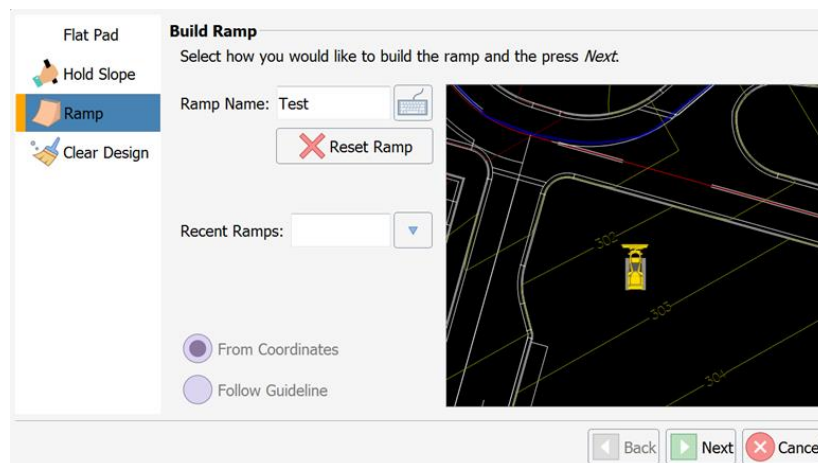 Flat Pad
Hold Slope
Ramp
Clear Design
Build Ramp
Select how you would like to build the ramp and the press Next.
Ramp Name: Test
Reset Ramp
Recent Ramps:
From Coordinates
Follow Guideline
302
303
304
Back Next Cance